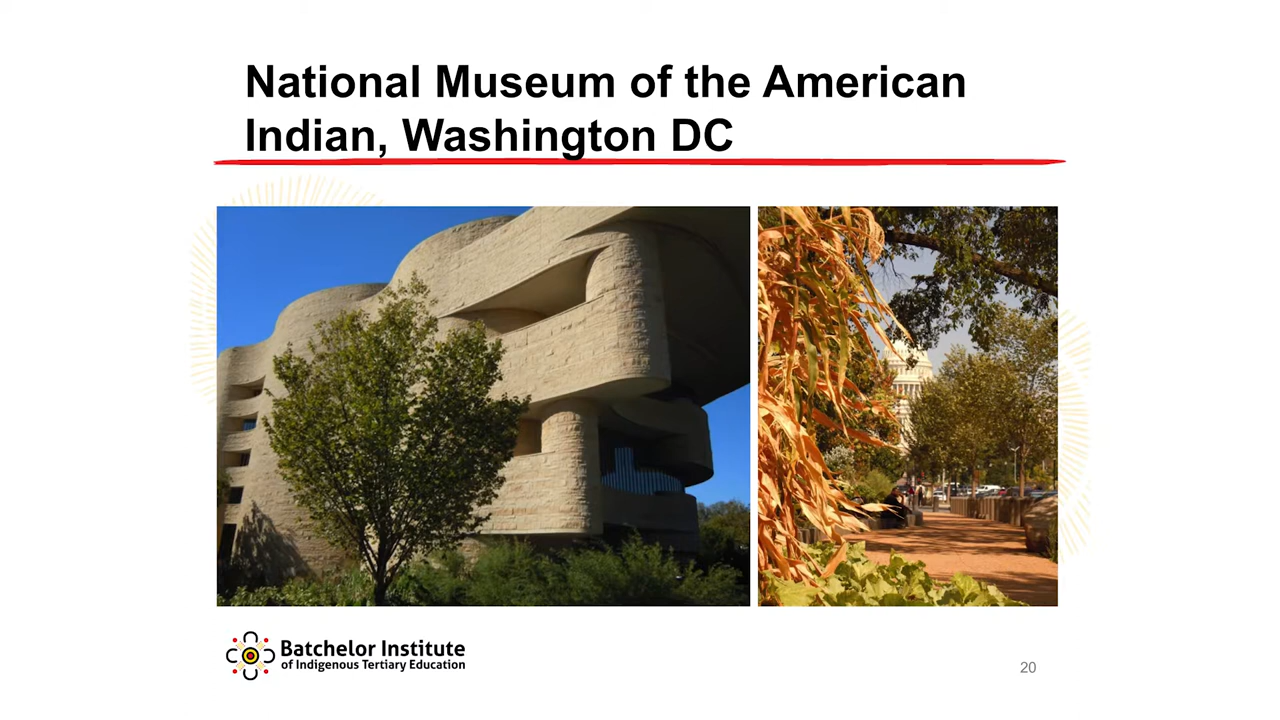 National Museum of the American
Indian, Washington DC
Batchelor Institute
of Indigenous Tertiary Education
20